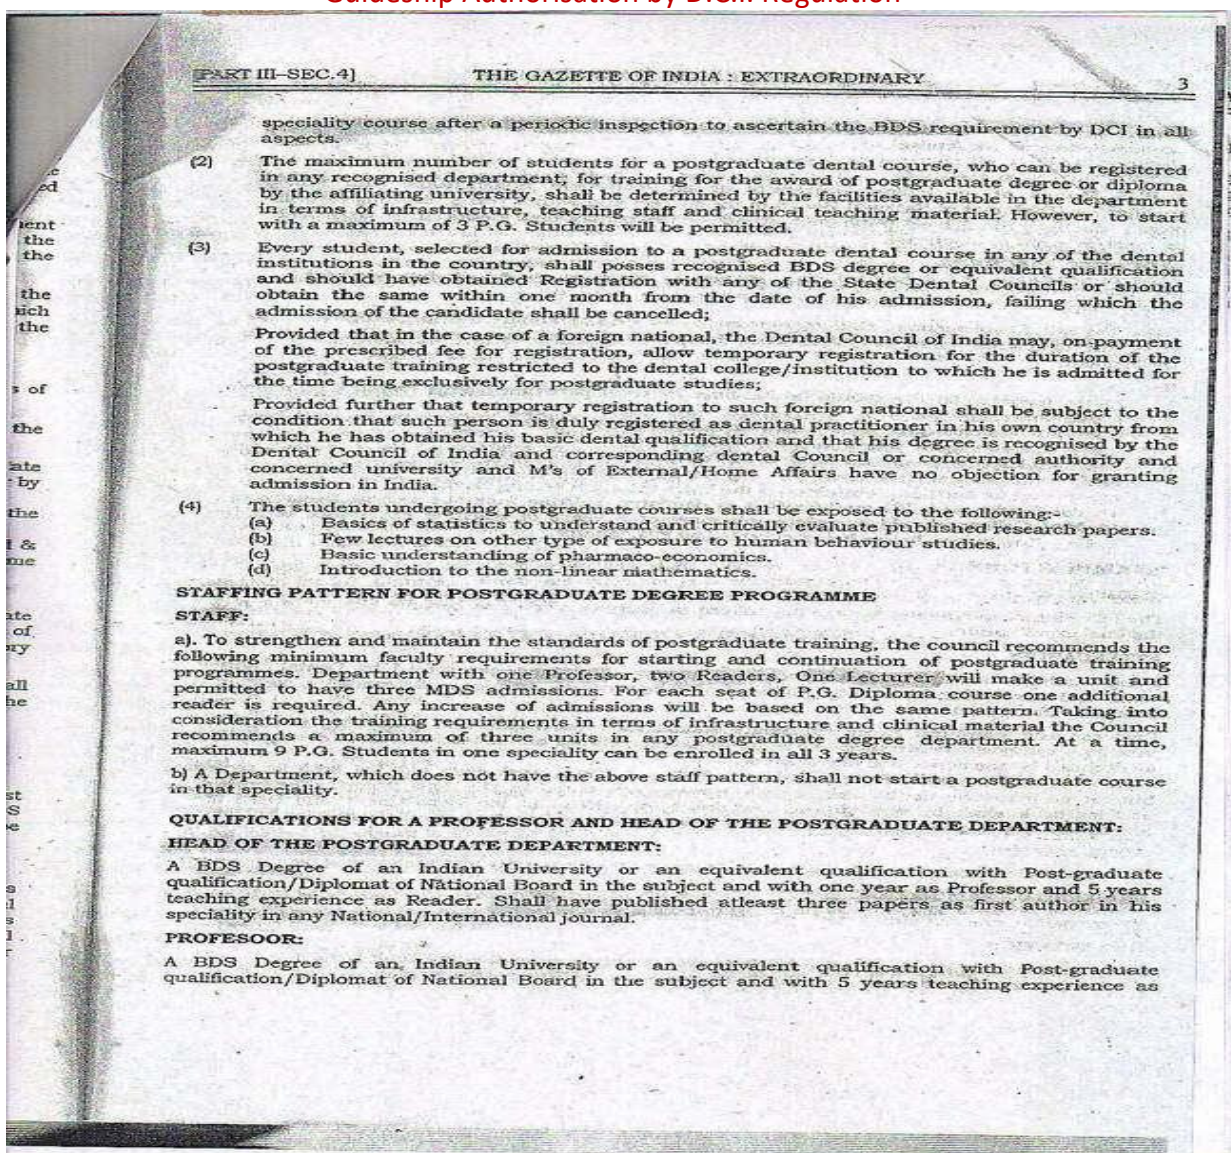 Guideship Authorisation by D.C.I. Regulation
[PART III–SEC.4] THE GAZETTE OF INDIA : EXTRAORDINARY 3
speciality course after a periodic inspection to ascertain the BDS requirement by DCI in all
aspects.
(2) The maximum number of students for a postgraduate dental course, who can be registered
in any recognised department, for training for the award of postgraduate degree or diploma
by the affiliating university, shall be determined by the facilities available in the department
in terms of infrastructure, teaching staff and clinical teaching material. However, to start
with a maximum of 3 P.G. Students will be permitted.
(3) Every student, selected for admission to a postgraduate dental course in any of the dental
institutions in the country, shall posses recognised BDS degree or equivalent qualification
and should have obtained Registration with any of the State Dental Councils or should
obtain the same within one month from the date of his admission, failing which the
admission of the candidate shall be cancelled;
Provided that in the case of a foreign national, the Dental Council of India may, on payment
of the prescribed fee for registration, allow temporary registration for the duration of the
postgraduate training restricted to the dental college/institution to which he is admitted for
the time being exclusively for postgraduate studies;
Provided further that temporary registration to such foreign national shall be subject to the
condition that such person is duly registered as dental practitioner in his own country from
which he has obtained his basic dental qualification and that his degree is recognised by the
Dental Council of India and corresponding dental Council or concerned authority and
concerned university and M's of External/Home Affairs have no objection for granting
admission in India.
(4) The students undergoing postgraduate courses shall be exposed to the following:-
(a) Basics of statistics to understand and critically evaluate published research papers.
(b) Few lectures on other type of exposure to human behaviour studies.
(c) Basic understanding of pharmaco-economics.
(d) Introduction to the non-linear mathematics.
STAFFING PATTERN FOR POSTGRADUATE DEGREE PROGRAMME
STAFF:
a). To strengthen and maintain the standards of postgraduate training, the council recommends the
following minimum faculty requirements for starting and continuation of postgraduate training
programmes. Department with one Professor, two Readers, One Lecturer will make a unit and
permitted to have three MDS admissions. For each seat of P.G. Diploma course one additional
reader is required. Any increase of admissions will be based on the same pattern. Taking into
consideration the training requirements in terms of infrastructure and clinical material the Council
recommends a maximum of three units in any postgraduate degree department. At a time,
maximum 9 P.G. Students in one speciality can be enrolled in all 3 years.
b) A Department, which does not have the above staff pattern, shall not start a postgraduate course
in that speciality.
QUALIFICATIONS FOR A PROFESSOR AND HEAD OF THE POSTGRADUATE DEPARTMENT:
HEAD OF THE POSTGRADUATE DEPARTMENT:
A BDS Degree of an Indian University or an equivalent qualification with Post-graduate
qualification/Diplomat of National Board in the subject and with one year as Professor and 5 years
teaching experience as Reader. Shall have published atleast three papers as first author in his
speciality in any National/International journal.
PROFESOOR:
A BDS Degree of an Indian University or an equivalent qualification with Post-graduate
qualification/Diplomat of National Board in the subject and with 5 years teaching experience as